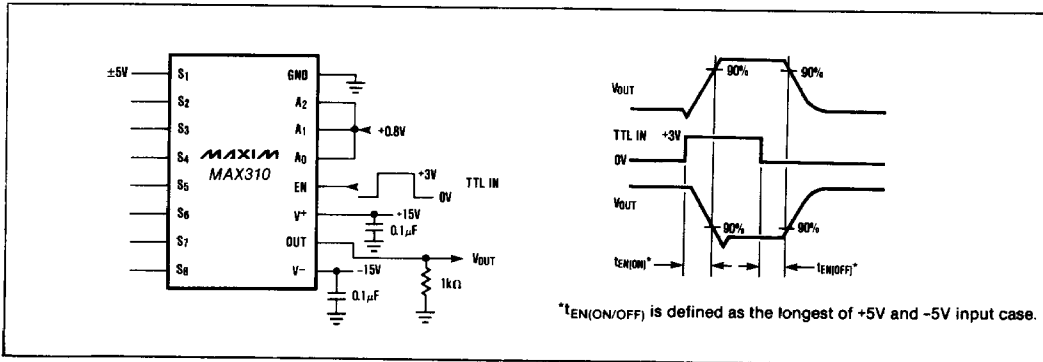 ±5V
S1
S2
S3
S4
S5
S6
S7
S8
MAXIM
MAX310
GND
A2
A1
A0
EN
V+
OUT
V-
+0.8V
+3V
0V
TTL IN
+15V
0.1µF
VOUT
-15V
0.1µF
1kΩ
VOUT
90%
90%
TTL IN +3V
0V
VOUT
90%
90%
tEN(ON)*
tEN(OFF)*
*tEN(ON/OFF) is defined as the longest of +5V and -5V input case.